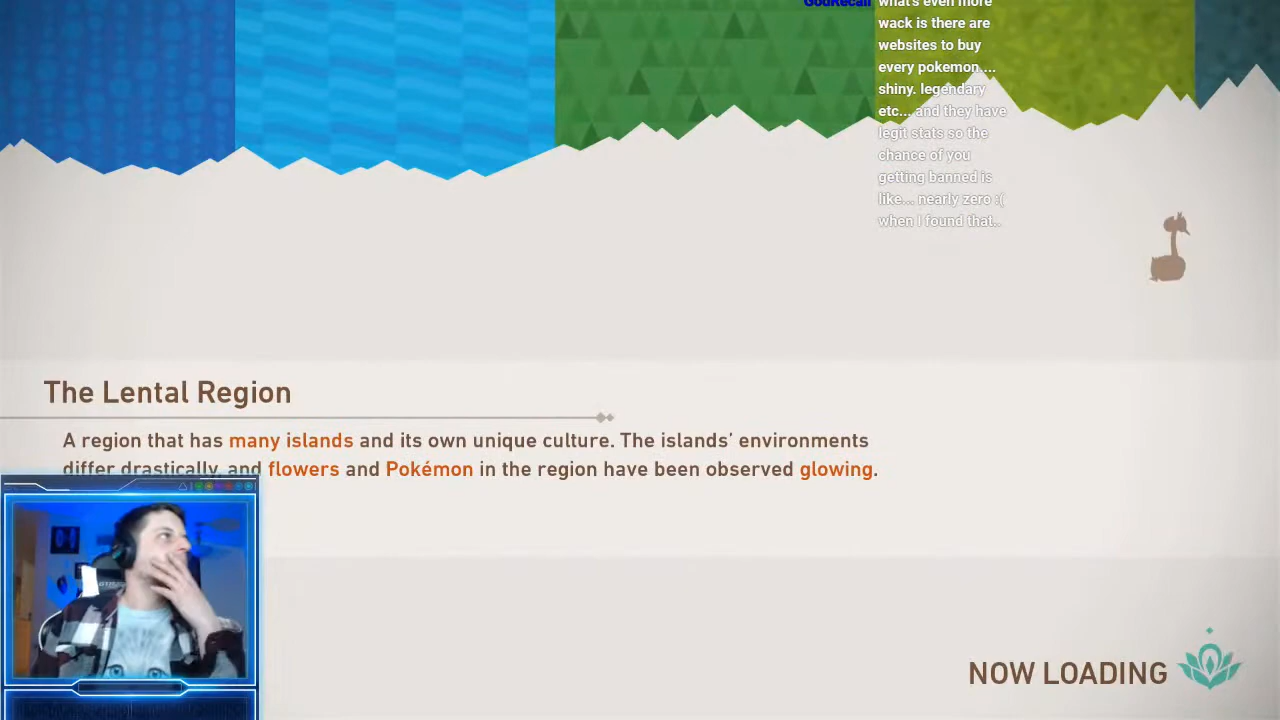 GodRecall
what's even more
wack is there are
websites to buy
every pokemon....
shiny. legendary
etc... and they have
legit stats so the
chance of you
getting banned is
like... nearly zero :(
when I found that..
The Lental Region
A region that has many islands and its own unique culture. The islands' environments
differ drastically, and flowers and Pokémon in the region have been observed glowing.
NOW LOADING